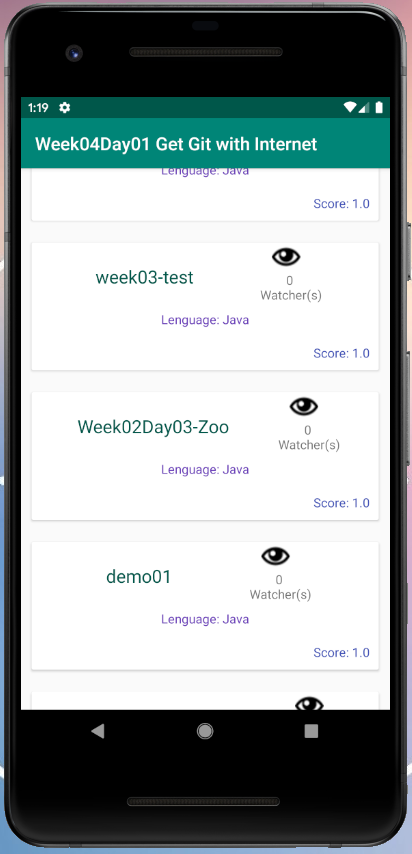 1:19
Week04Day01 Get Git with Internet
Lenguage: Java
Score: 1.0
week03-test
0
Watcher(s)
Lenguage: Java
Score: 1.0
Week02Day03-Zoo
0
Watcher(s)
Lenguage: Java
Score: 1.0
demo01
0
Watcher(s)
Lenguage: Java
Score: 1.0